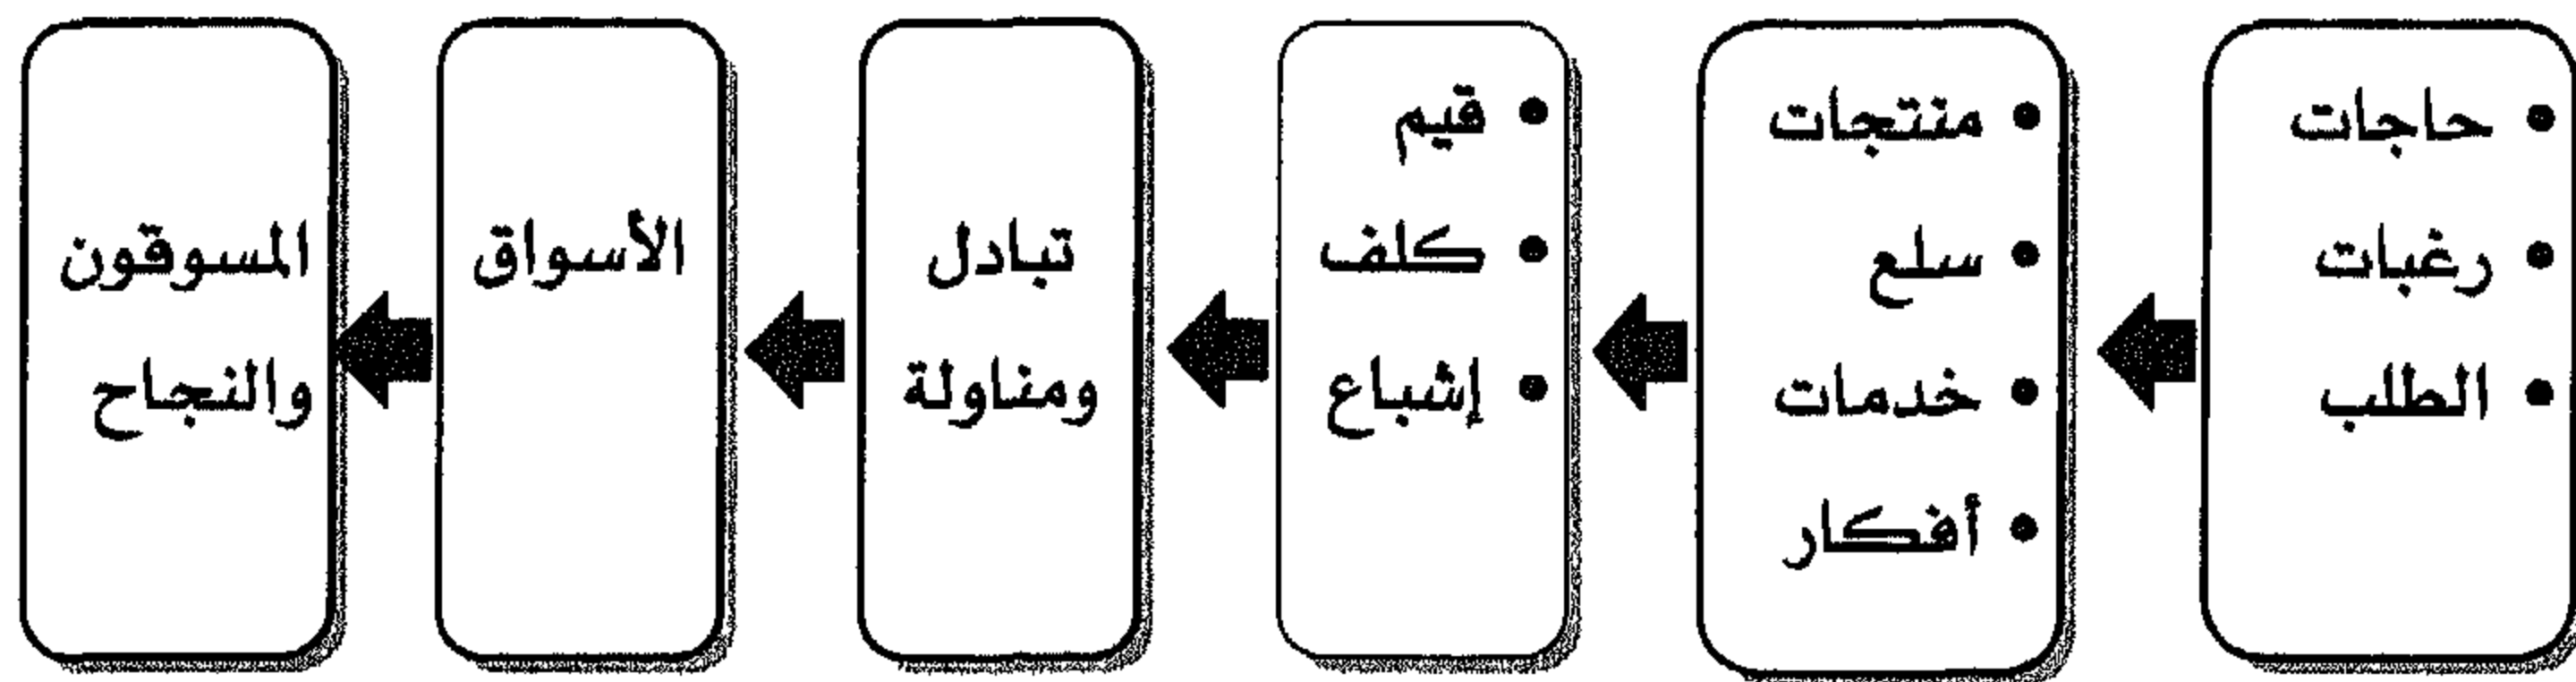 • حاجات
• رغبات
• الطلب
• منتجات
• سلع
• خدمات
• أفكار
• قيم
• كلف
• إشباع
تبادل
ومناولة
الأسواق
المسوقون
والنجاح